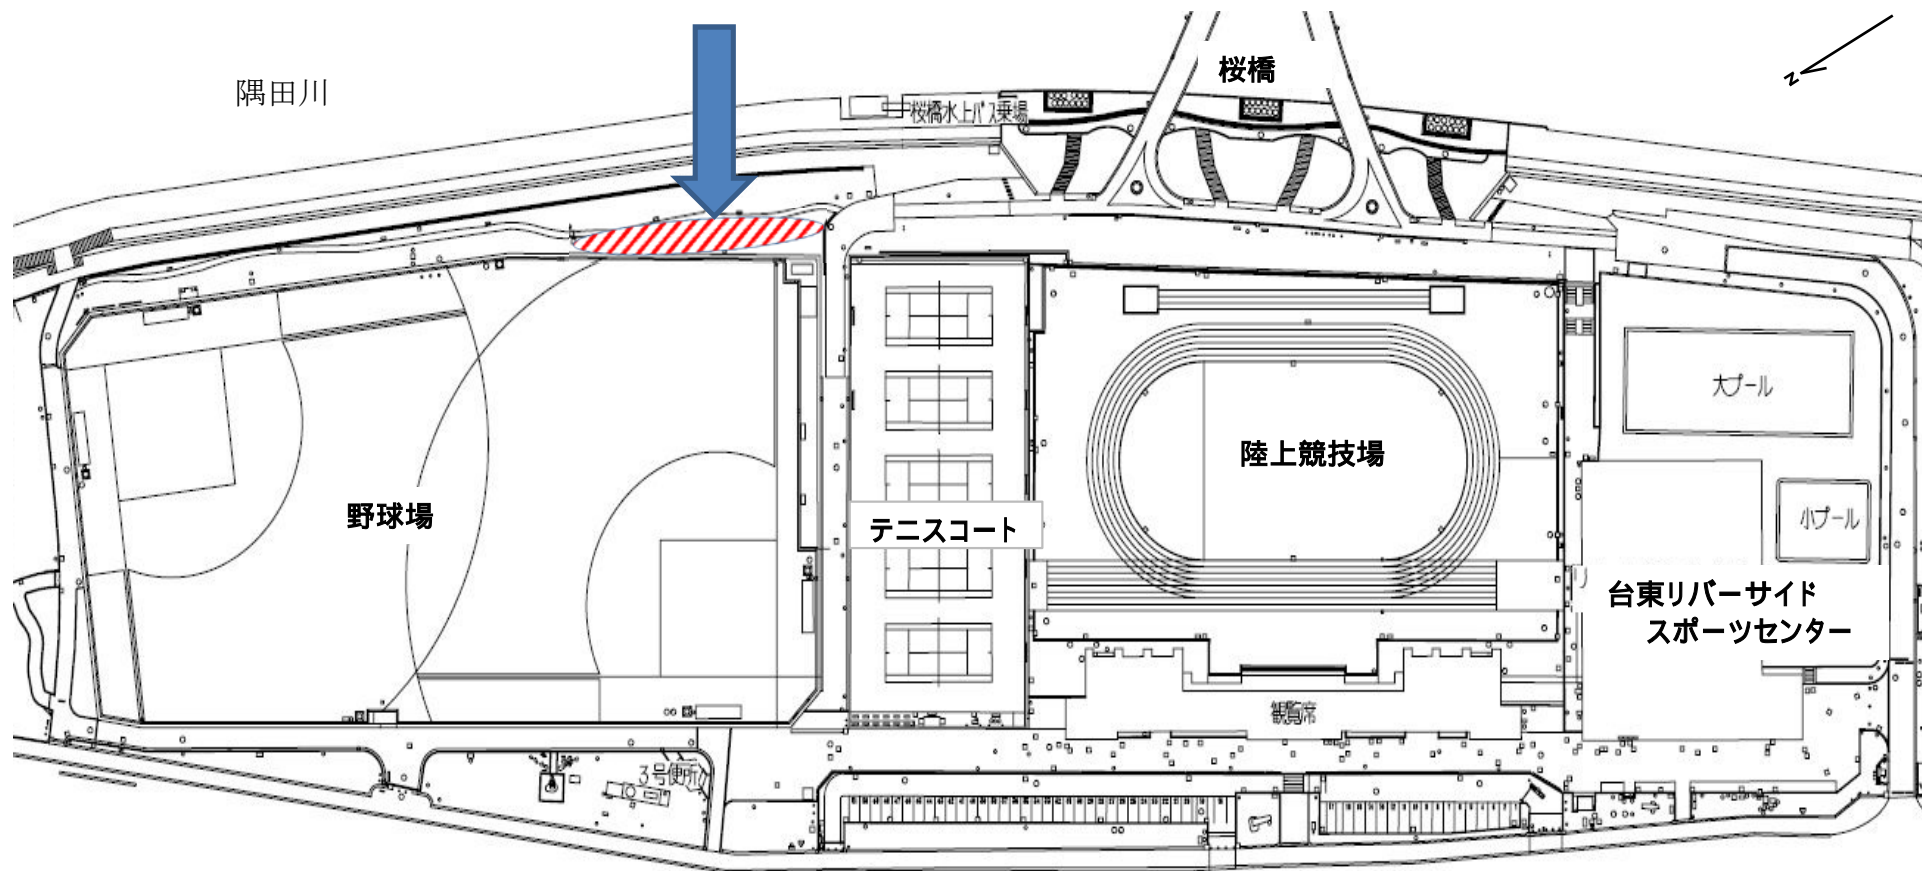 桜橋
隅田川
桜橋水上バス乗場
N
大プール
陸上競技場
小プール
野球場
テニスコート
台東リバーサイド
スポーツセンター
観覧席
3号便所